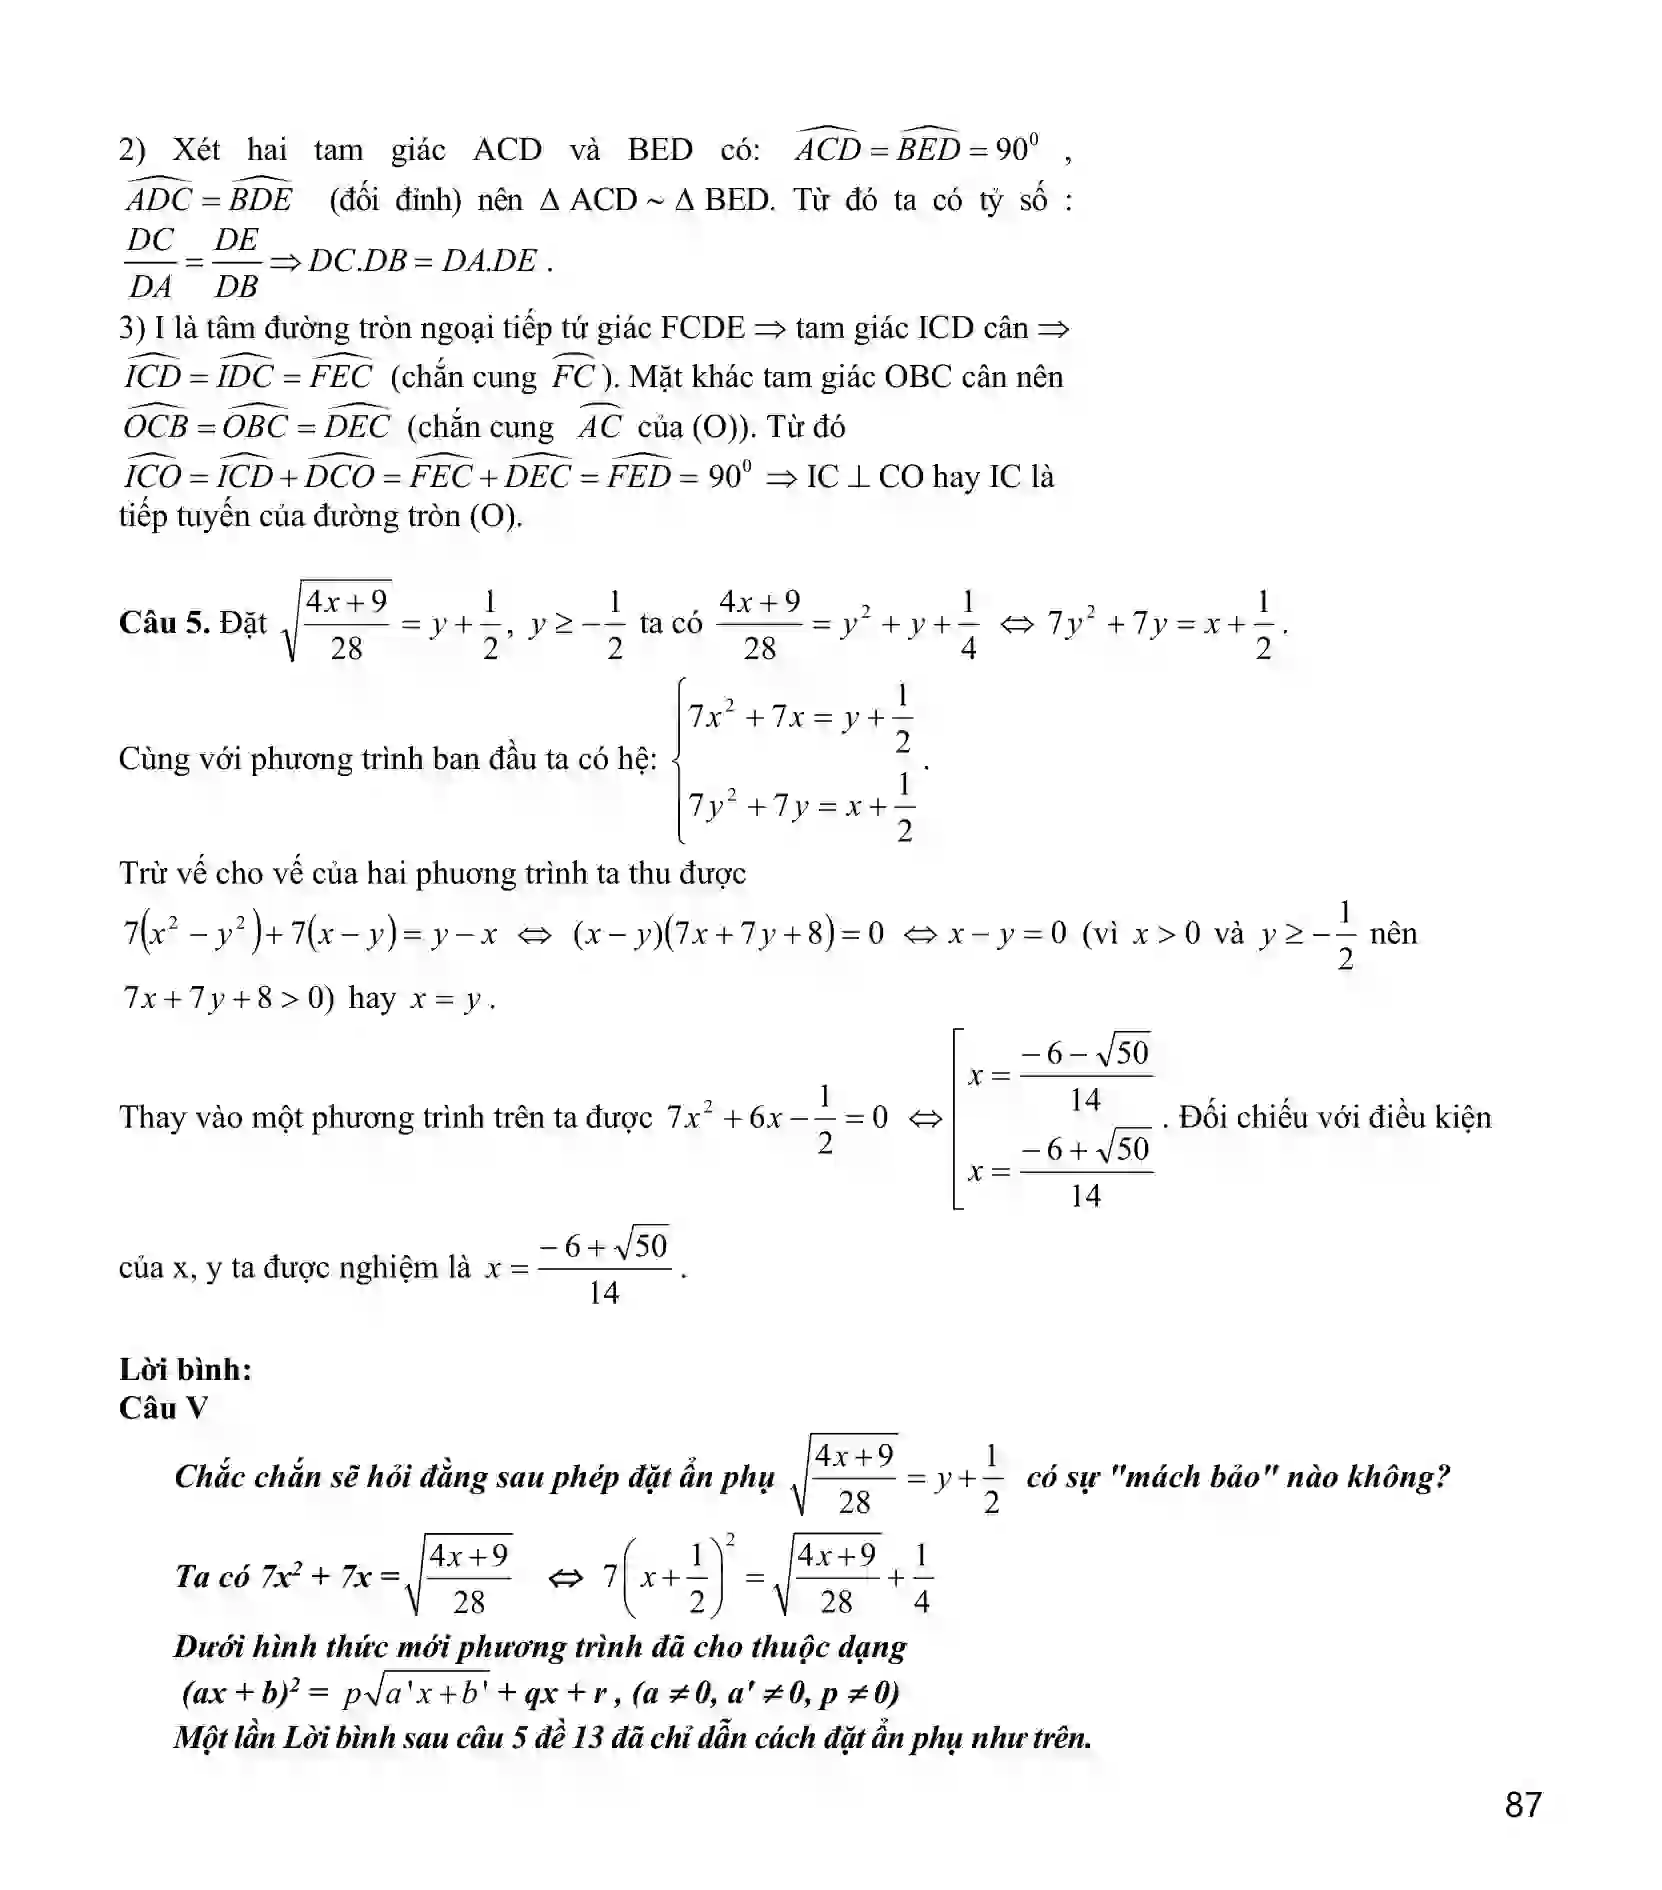 2) Xét hai tam giác ACD và BED có: $\widehat{ACD} = \widehat{BED} = 90^0$ ,
$\widehat{ADC} = \widehat{BDE}$ (đối đỉnh) nên Δ ACD ~ Δ BED. Từ đó ta có tỷ số :
$\frac{DC}{DA} = \frac{DE}{DB} \Rightarrow DC.DB = DA.DE$ .
3) I là tâm đường tròn ngoại tiếp tứ giác FCDE ⇒ tam giác ICD cân ⇒
$\widehat{ICD} = \widehat{IDC} = \widehat{FEC}$ (chắn cung $\widehat{FC}$ ). Mặt khác tam giác OBC cân nên
$\widehat{OCB} = \widehat{OBC} = \widehat{DEC}$ (chắn cung $\widehat{AC}$ của (O)). Từ đó
$\widehat{ICO} = \widehat{ICD} + \widehat{DCO} = \widehat{FEC} + \widehat{DEC} = \widehat{FED} = 90^0$ ⇒ IC ⊥ CO hay IC là
tiếp tuyến của đường tròn (O).
Câu 5. Đặt $\sqrt{\frac{4x+9}{28}} = y + \frac{1}{2}$, $y \ge -\frac{1}{2}$ ta có $\frac{4x+9}{28} = y^2 + y + \frac{1}{4} \Leftrightarrow 7y^2 + 7y = x + \frac{1}{2}$ .
Cùng với phương trình ban đầu ta có hệ: $\begin{cases} 7x^2 + 7x = y + \frac{1}{2} \\ 7y^2 + 7y = x + \frac{1}{2} \end{cases}$ .
Trừ vế cho vế của hai phuơng trình ta thu được
$7(x^2 - y^2) + 7(x - y) = y - x \Leftrightarrow (x - y)(7x + 7y + 8) = 0 \Leftrightarrow x - y = 0$ (vì $x > 0$ và $y \ge -\frac{1}{2}$ nên
$7x + 7y + 8 > 0$) hay $x = y$ .
Thay vào một phương trình trên ta được $7x^2 + 6x - \frac{1}{2} = 0 \Leftrightarrow \left[\begin{array}{l} x = \frac{-6 - \sqrt{50}}{14} \\ x = \frac{-6 + \sqrt{50}}{14} \end{array}\right.$ . Đối chiếu với điều kiện
của x, y ta được nghiệm là $x = \frac{-6 + \sqrt{50}}{14}$ .
Lời bình:
Câu V
Chắc chắn sẽ hỏi đằng sau phép đặt ẩn phụ $\sqrt{\frac{4x+9}{28}} = y + \frac{1}{2}$ có sự "mách bảo" nào không?
Ta có $7x^2 + 7x = \sqrt{\frac{4x+9}{28}} \Leftrightarrow 7\left(x + \frac{1}{2}\right)^2 = \sqrt{\frac{4x+9}{28}} + \frac{1}{4}$
Dưới hình thức mới phương trình đã cho thuộc dạng
$(ax + b)^2 = p\sqrt{a'x + b'} + qx + r$ , (a ≠ 0, a' ≠ 0, p ≠ 0)
Một lần Lời bình sau câu 5 đề 13 đã chỉ dẫn cách đặt ẩn phụ như trên.
87